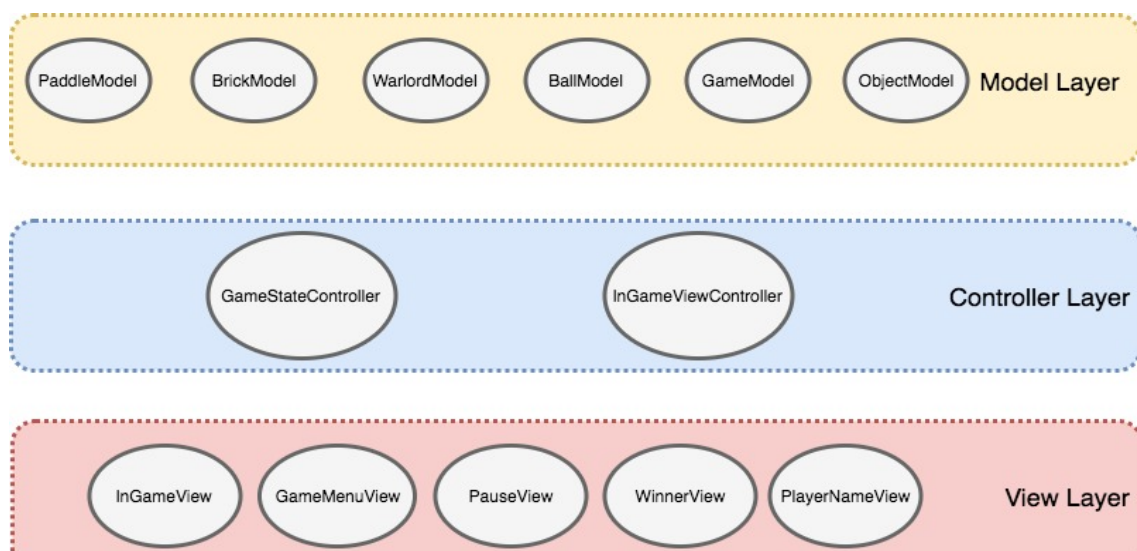 PaddleModel
BrickModel
WarlordModel
BallModel
GameModel
ObjectModel
Model Layer
GameStateController
InGameViewController
Controller Layer
InGameView
GameMenuView
PauseView
WinnerView
PlayerNameView
View Layer